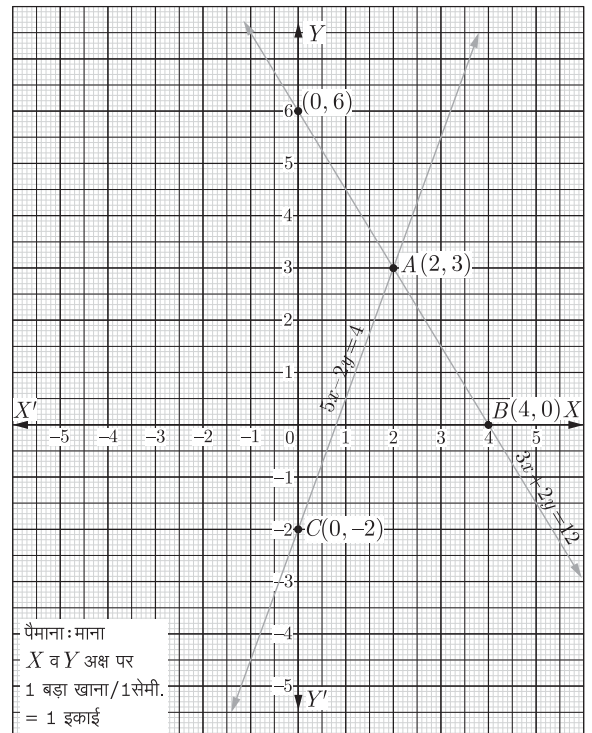 Y
6
(0, 6)
5
4
3
A(2, 3)
2
5x-2y=4
1
X'
B(4, 0)
X
-5
-4
-3
-2
-1
0
1
2
3
4
5
3x+2y=12
-1
-2
C(0, -2)
-3
-4
-5
Y'
पैमाना:माना
X व Y अक्ष पर
1 बड़ा खाना/1सेमी.
= 1 इकाई